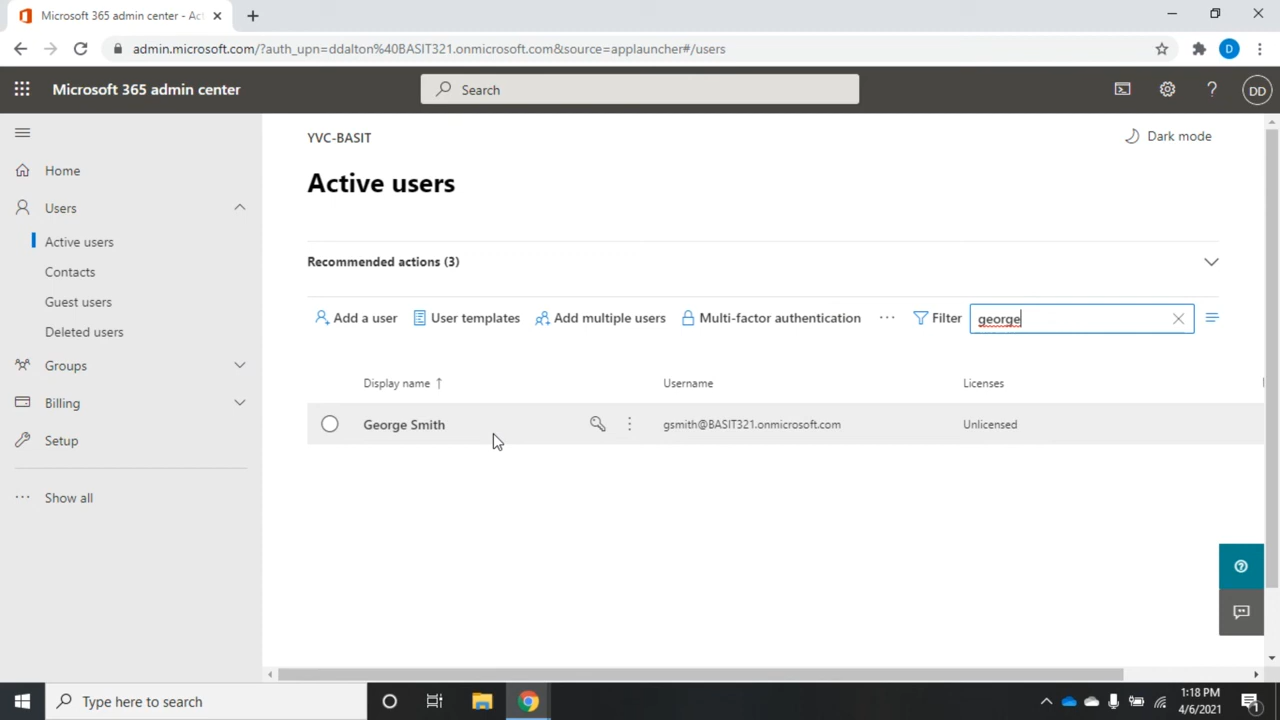 Microsoft 365 admin center - Act
admin.microsoft.com/?auth_upn=ddalton%40BASIT321.onmicrosoft.com&source=applauncher#/users
D
Microsoft 365 admin center
Search
DD
YVC-BASIT
Dark mode
Home
Users
Active users
Contacts
Guest users
Deleted users
Groups
Billing
Setup
Show all
Active users
Recommended actions (3)
Add a user
User templates
Add multiple users
Multi-factor authentication
Filter
george
Display name ↑
Username
Licenses
George Smith
gsmith@BASIT321.onmicrosoft.com
Unlicensed
Type here to search
1:18 PM
4/6/2021
1